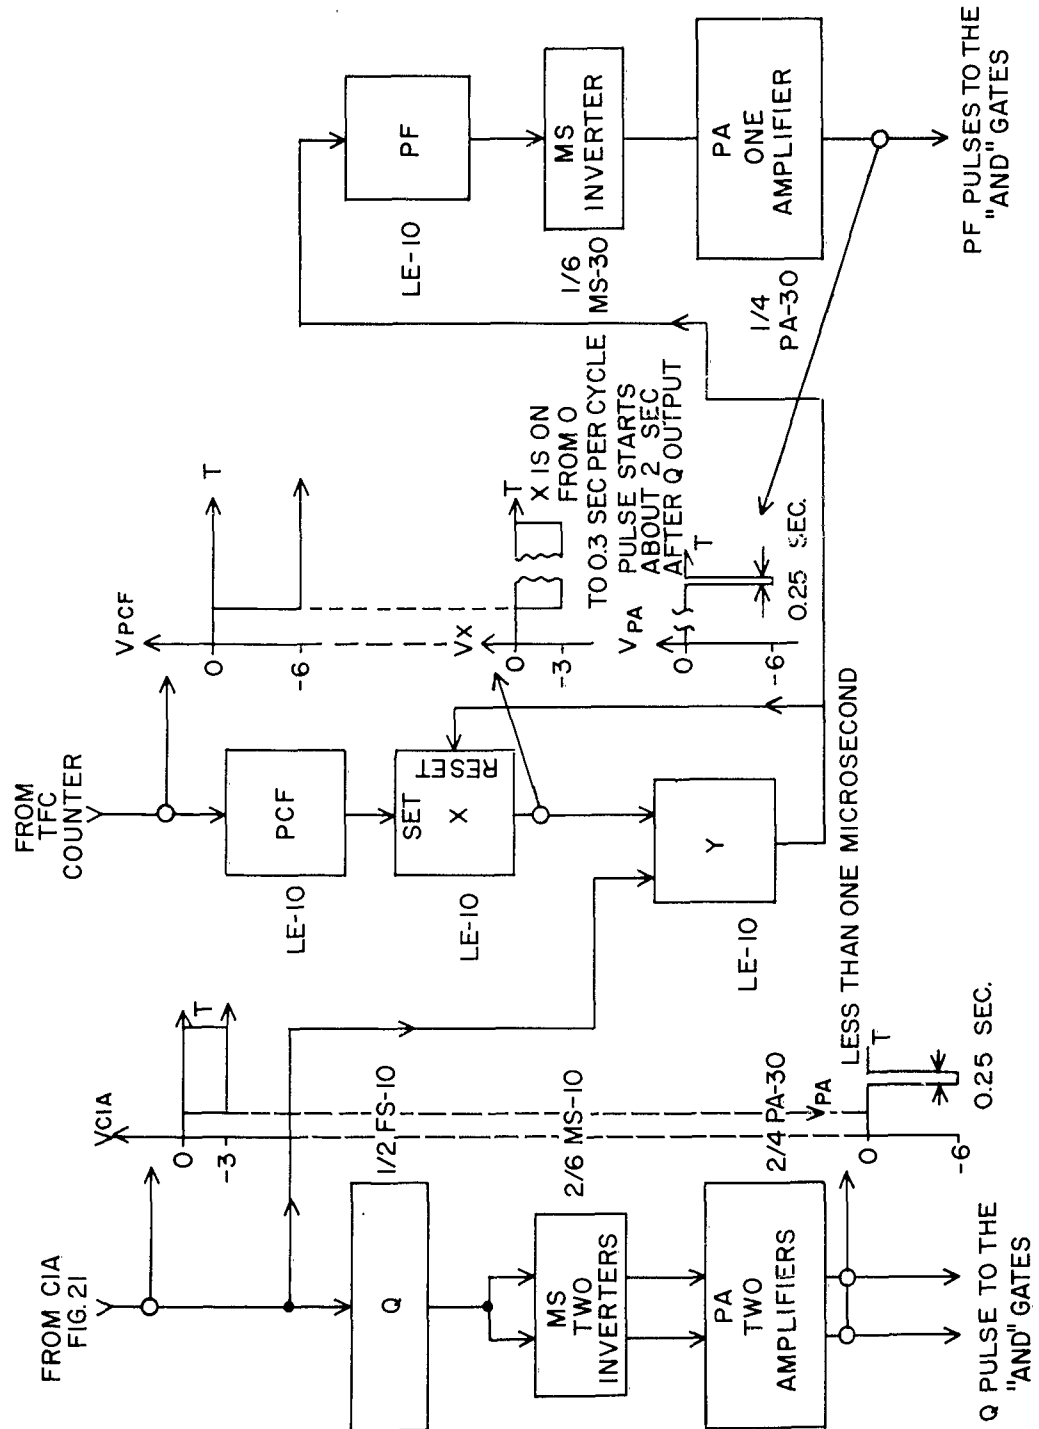 FROM CIA
FIG. 21
VCIA
0
-3
T
1/2 FS-10
Q
2/6 MS-10
MS
TWO
INVERTERS
2/4 PA-30
PA
TWO
AMPLIFIERS
VPA
0
-6
T
LESS THAN ONE MICROSECOND
0.25 SEC.
Q PULSE TO THE
"AND" GATES
FROM
TFC
COUNTER
PCF
LE-10
SET
RESET
X
LE-10
Y
LE-10
VPCF
0
-6
T
VX
0
-3
T
X IS ON
FROM 0
TO 0.3 SEC PER CYCLE
PULSE STARTS
ABOUT 2 SEC
AFTER Q OUTPUT
VPA
0
-6
T
0.25 SEC.
PF
LE-10
MS
INVERTER
1/6
MS-30
PA
ONE
AMPLIFIER
1/4
PA-30
PF PULSES TO THE
"AND" GATES